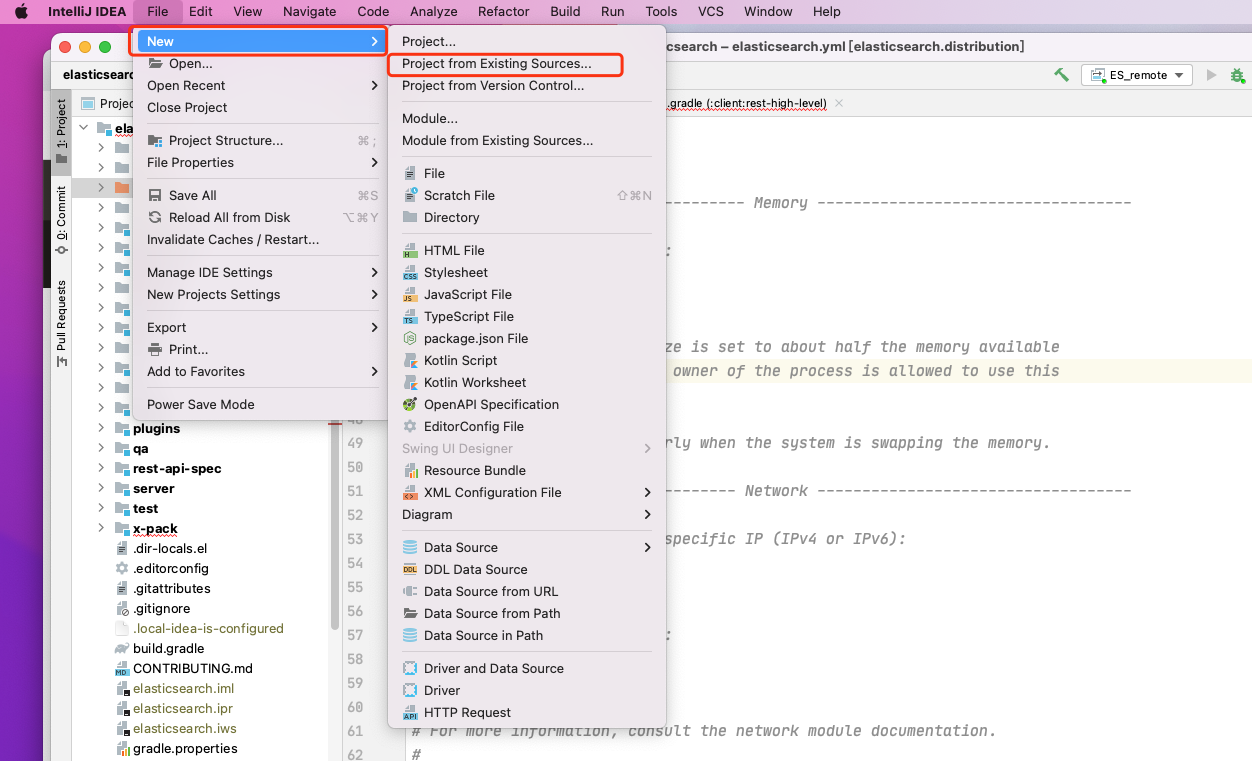 IntelliJ IDEA File Edit View Navigate Code Analyze Refactor Build Run Tools VCS Window Help
csearch – elasticsearch.yml [elasticsearch.distribution]
elasticsearc
ES_remote
1: Project
0: Commit
Pull Requests
Projec
.gradle (:client:rest-high-level)
ela
New
Open...
Open Recent
Close Project
Project Structure... ⌘ ;
File Properties
Save All ⌘S
Reload All from Disk ⌥⌘Y
Invalidate Caches / Restart...
Manage IDE Settings
New Projects Settings
Export
Print...
Add to Favorites
Power Save Mode
Project...
Project from Existing Sources...
Project from Version Control...
Module...
Module from Existing Sources...
File
Scratch File ⇧⌘N
Directory
HTML File
Stylesheet
JavaScript File
TypeScript File
package.json File
Kotlin Script
Kotlin Worksheet
OpenAPI Specification
EditorConfig File
Swing UI Designer
Resource Bundle
XML Configuration File
Diagram
Data Source
DDL Data Source
Data Source from URL
Data Source from Path
Data Source in Path
Driver and Data Source
Driver
HTTP Request
plugins
qa
rest-api-spec
server
test
x-pack
.dir-locals.el
.editorconfig
.gitattributes
.gitignore
.local-idea-is-configured
build.gradle
CONTRIBUTING.md
elasticsearch.iml
elasticsearch.ipr
elasticsearch.iws
gradle.properties
--------- Memory ----------------------------------
:
ze is set to about half the memory available
owner of the process is allowed to use this
48
49 rly when the system is swapping the memory.
50
51 -------- Network ----------------------------------
52
53 specific IP (IPv4 or IPv6):
54
55
56
57 :
58
59
60
61 # For more information, consult the network module documentation.
62 #